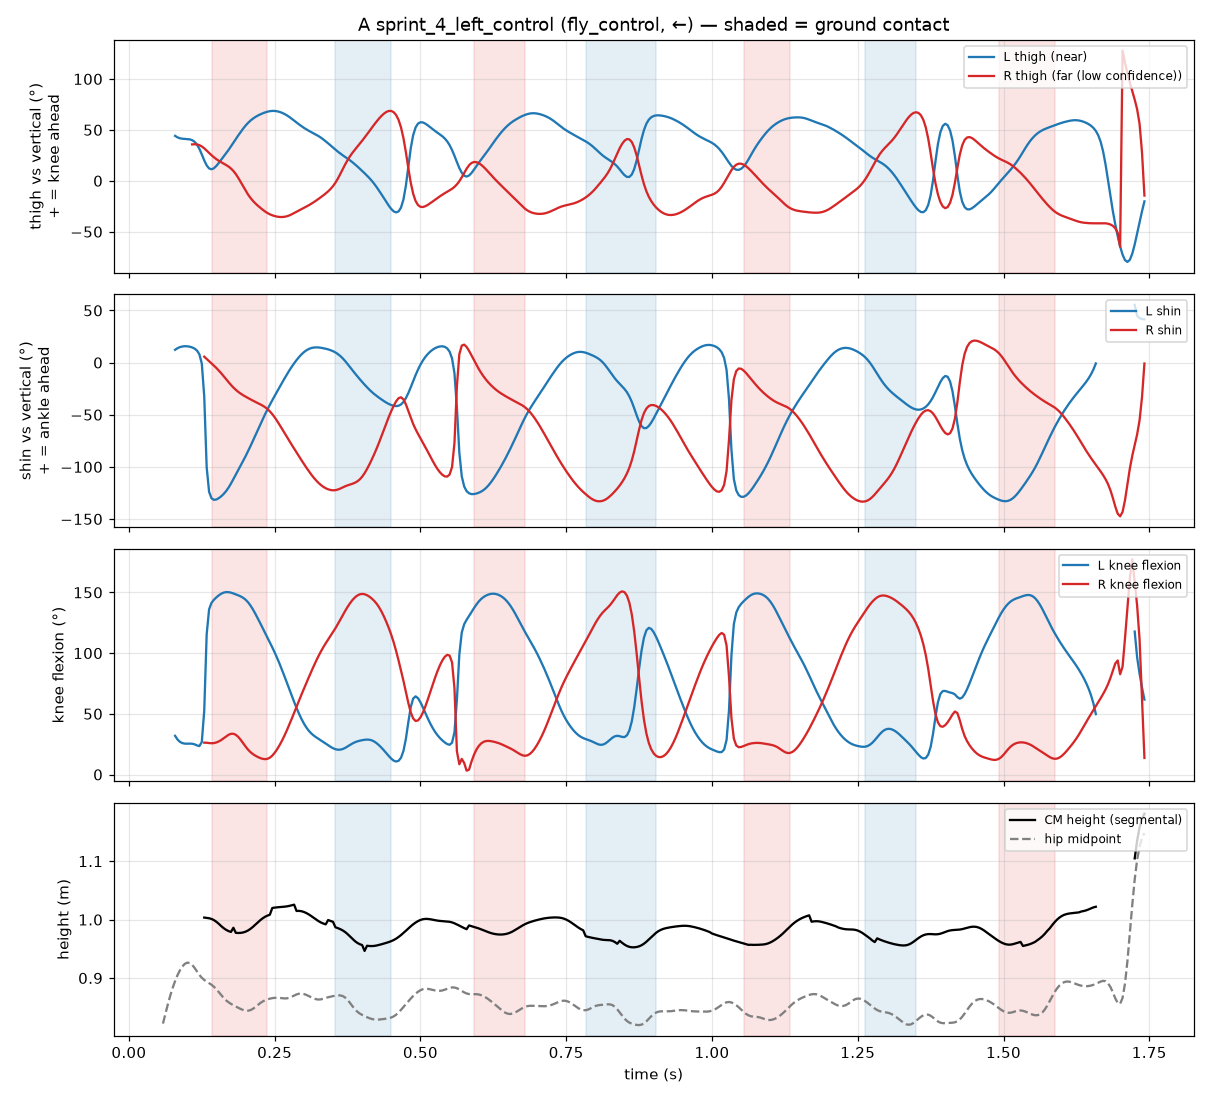 A sprint_4_left_control (fly_control, ←) — shaded = ground contact
thigh vs vertical (°)
+ = knee ahead
100
50
0
−50
L thigh (near)
R thigh (far (low confidence))
shin vs vertical (°)
+ = ankle ahead
50
0
−50
−100
−150
L shin
R shin
knee flexion (°)
150
100
50
0
L knee flexion
R knee flexion
height (m)
1.1
1.0
0.9
CM height (segmental)
hip midpoint
0.00 0.25 0.50 0.75 1.00 1.25 1.50 1.75
time (s)